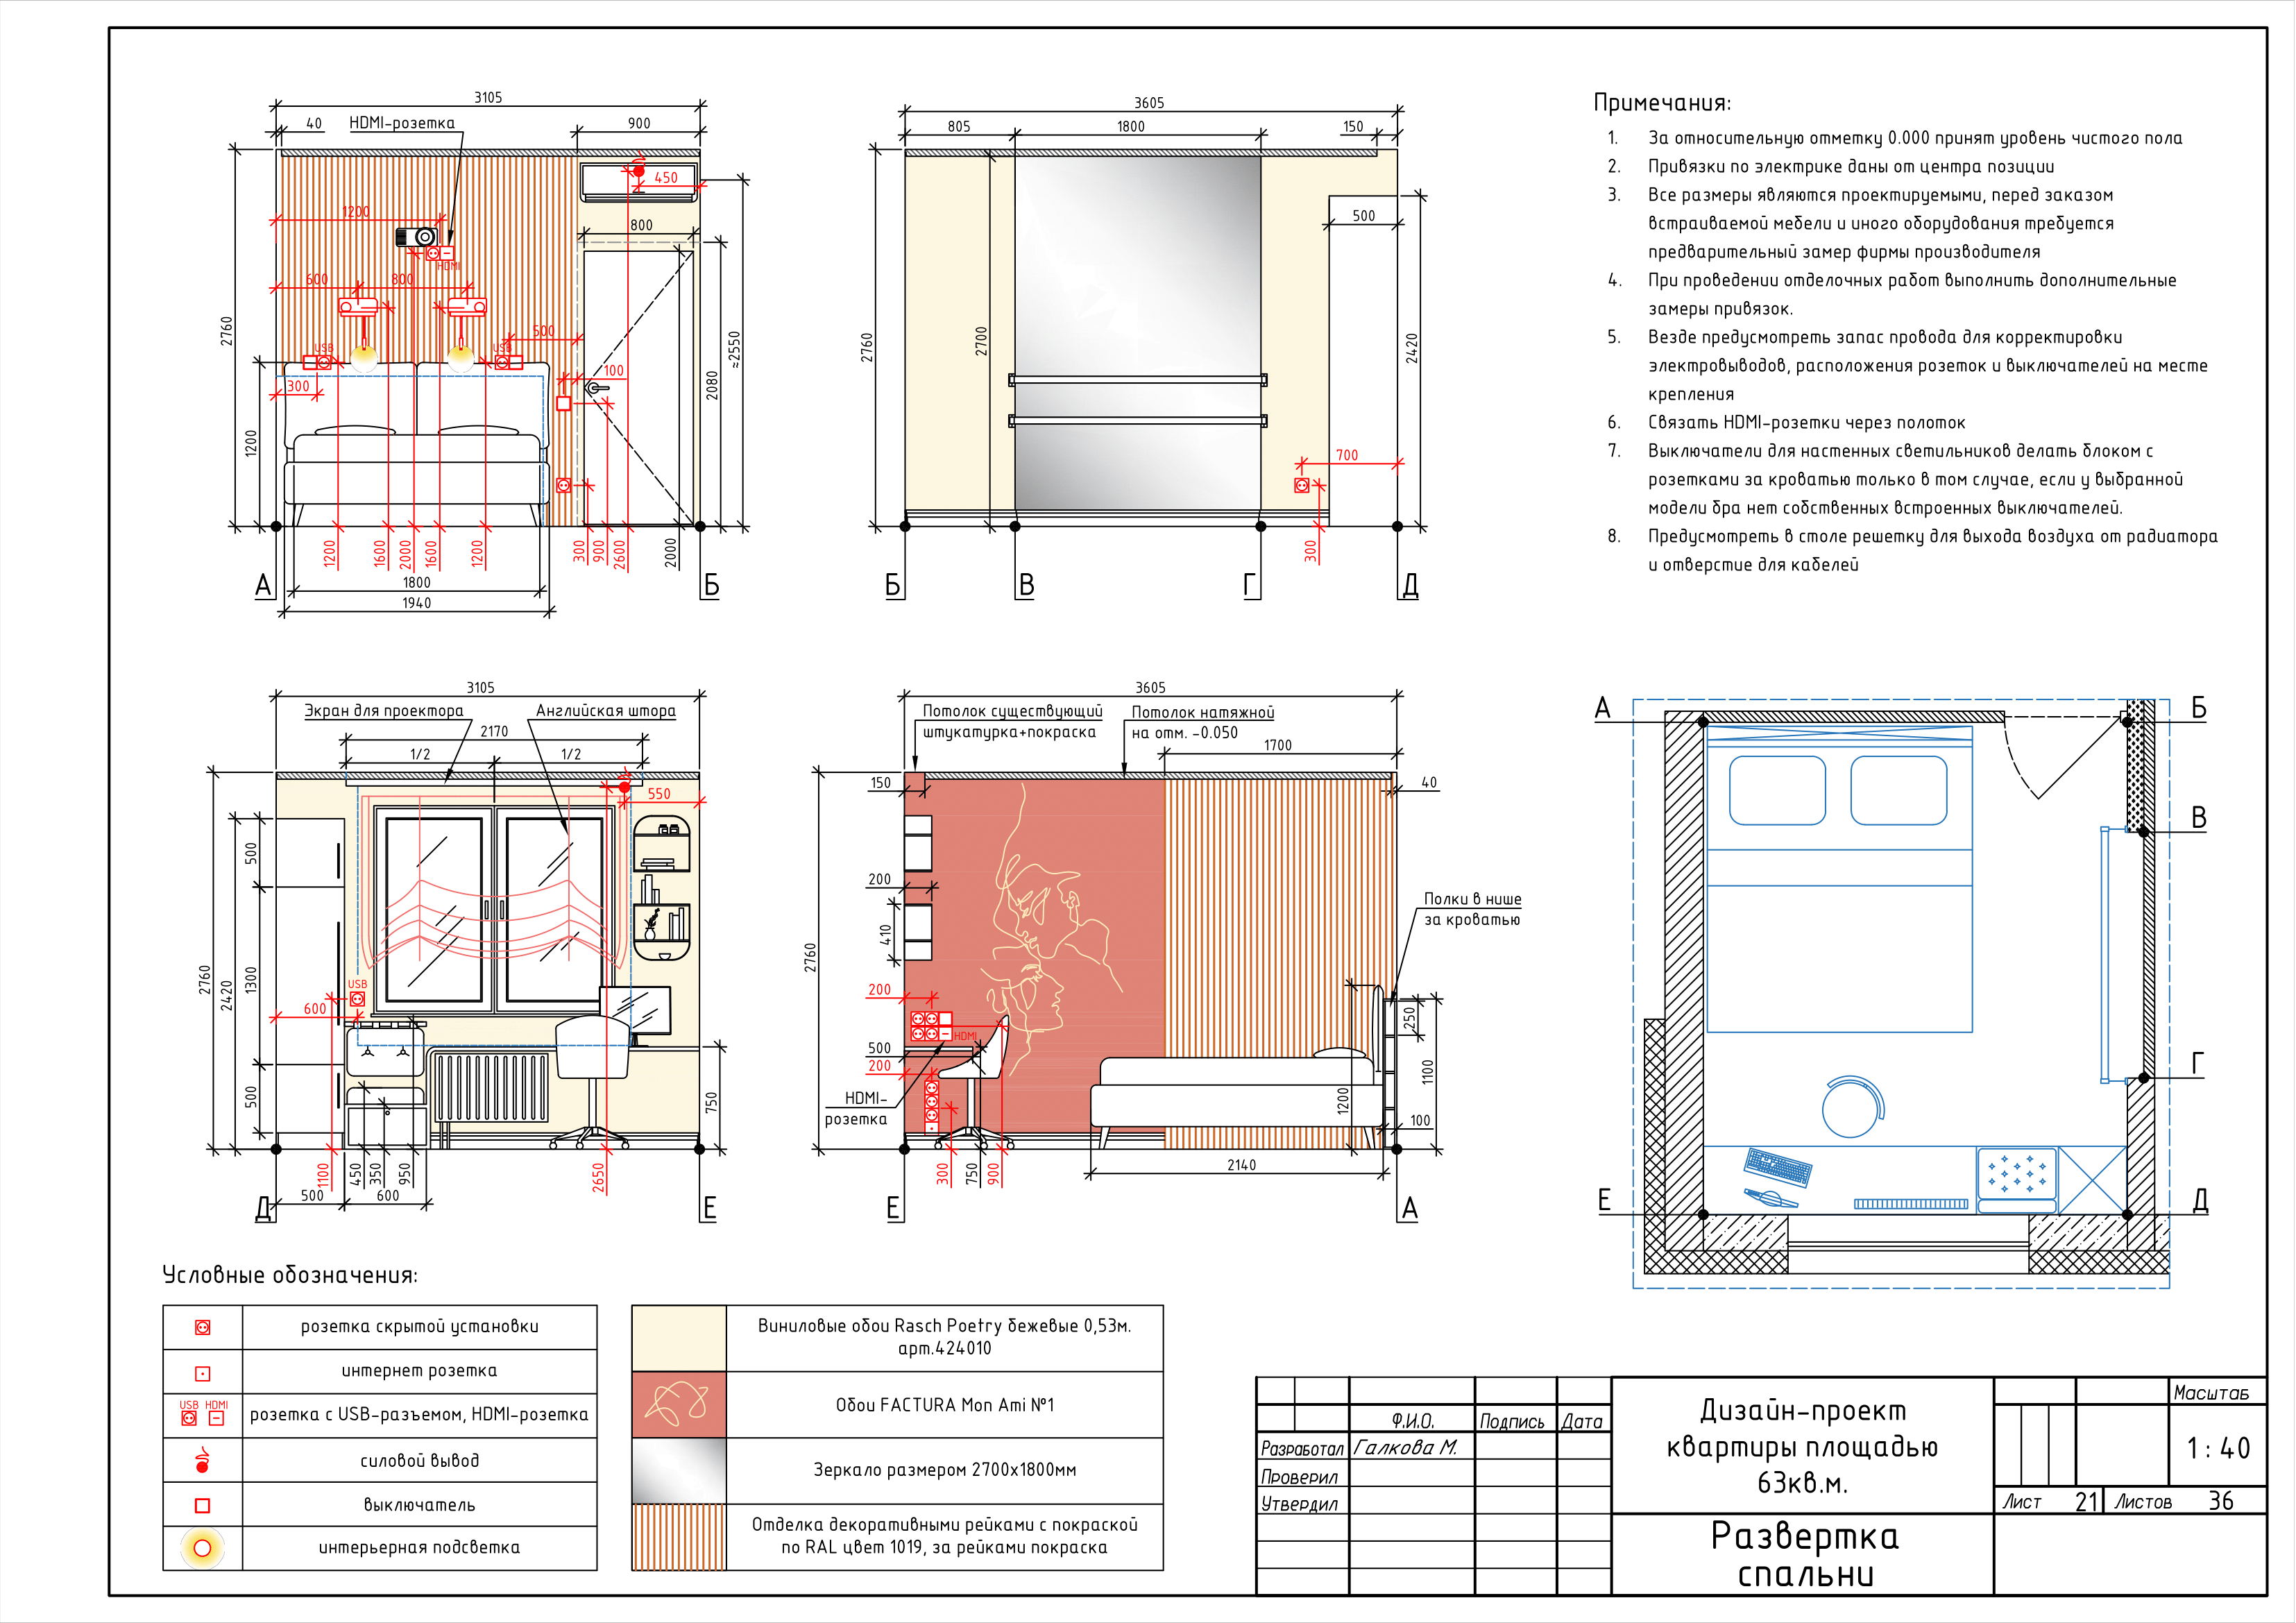 3105
40
HDMI-розетка
900
450
1200
800
HDMI
600
800
2760
500
USB
USB
≈2550
100
300
2080
1200
1200
1600
2000
1600
1200
300
900
2600
2000
1800
1940
А
Б
3605
805
1800
150
500
2760
2700
2420
700
300
Б
В
Г
Д
Примечания:
1. За относительную отметку 0.000 принят уровень чистого пола
2. Привязки по электрике даны от центра позиции
3. Все размеры являются проектируемыми, перед заказом
встраиваемой мебели и иного оборудования требуется
предварительный замер фирмы производителя
4. При проведении отделочных работ выполнить дополнительные
замеры привязок.
5. Везде предусмотреть запас провода для корректировки
электровыводов, расположения розеток и выключателей на месте
крепления
6. Связать HDMI-розетки через полоток
7. Выключатели для настенных светильников делать блоком с
розетками за кроватью только в том случае, если у выбранной
модели бра нет собственных встроенных выключателей.
8. Предусмотреть в столе решетку для выхода воздуха от радиатора
и отверстие для кабелей
3105
Экран для проектора
Английская штора
2170
1/2
1/2
550
500
2760
2420
1300
USB
600
500
750
1100
450
350
950
2650
500
600
Д
Е
3605
Потолок существующий
штукатурка+покраска
Потолок натяжной
на отм. -0.050
1700
150
40
200
410
Полки в нише
за кроватью
2760
200
HDMI
500
200
250
1100
1200
HDMI-
розетка
100
300
750
900
2140
Е
А
А
Б
В
Г
Е
Д
Условные обозначения:
розетка скрытой установки
интернет розетка
USB HDMI
розетка с USB-разъемом, HDMI-розетка
силовой вывод
выключатель
интерьерная подсветка
Виниловые обои Rasch Poetry бежевые 0,53м.
арт.424010
Обои FACTURA Mon Ami №1
Зеркало размером 2700х1800мм
Отделка декоративными рейками с покраской
по RAL цвет 1019, за рейками покраска
Ф.И.О. Подпись Дата
Разработал Галкова М.
Проверил
Утвердил
Дизайн-проект
квартиры площадью
63кв.м.
Развертка
спальни
Масштаб
1 : 40
Лист 21 Листов 36